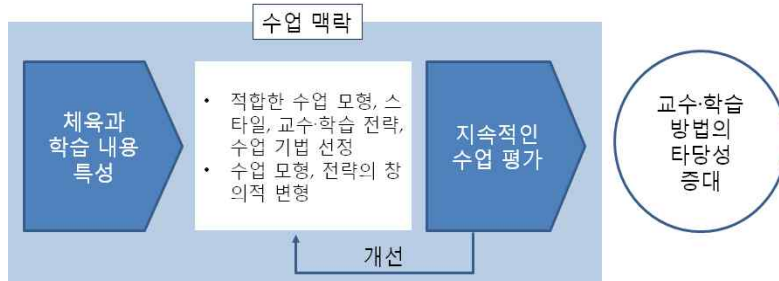 수업 맥락
체육과
학습 내용
특성
• 적합한 수업 모형, 스
타일, 교수·학습 전략,
수업 기법 선정
• 수업 모형, 전략의 창
의적 변형
지속적인
수업 평가
개선
교수·학습
방법의
타당성
증대